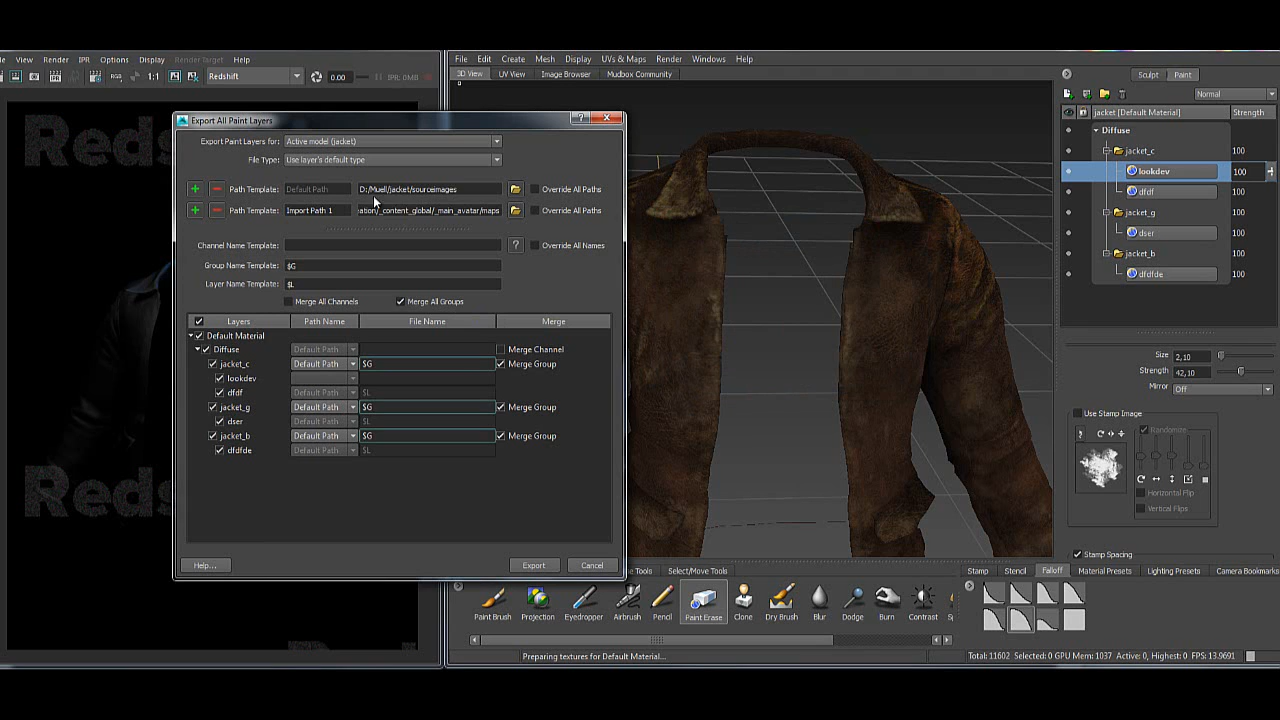 View Render IPR Options Display Render Target Help
1:1 Redshift 0.00 IPR: 0MB
Reds
Reds
File Edit Create Mesh Display UVs & Maps Render Windows Help
3D View UV View Image Browser Mudbox Community
Export All Paint Layers
Export Paint Layers for: Active model (jacket)
File Type: Use layer's default type
Path Template: Default Path D:/Muell/jacket/sourceimages Override All Paths
Path Template: Import Path 1 nation/_content_global/_main_avatar/maps Override All Paths
Channel Name Template: ? Override All Names
Group Name Template: $G
Layer Name Template: $L
Merge All Channels Merge All Groups
Layers Path Name File Name Merge
Default Material
Diffuse Default Path Merge Channel
jacket_c Default Path $G Merge Group
lookdev
dfdf Default Path $L
jacket_g Default Path $G Merge Group
dser Default Path $L
jacket_b Default Path $G Merge Group
dfdfde Default Path $L
Help... Export Cancel
Sculpt Paint
Normal
jacket [Default Material] Strength
Diffuse
jacket_c 100
lookdev 100
dfdf 100
jacket_g 100
dser 100
jacket_b 100
dfdfde 100
Size 2,10
Strength 42,10
Mirror Off
Use Stamp Image
Randomize
Horizontal Flip
Vertical Flips
Stamp Spacing
Tools Select/Move Tools
Stamp Stencil Falloff Material Presets Lighting Presets Camera Bookmarks
Paint Brush Projection Eyedropper Airbrush Pencil Paint Erase Clone Dry Brush Blur Dodge Burn Contrast
Preparing textures for Default Material...
Total: 11602 Selected: 0 GPU Mem: 1037 Active: 0, Highest: 0 FPS: 13.9691